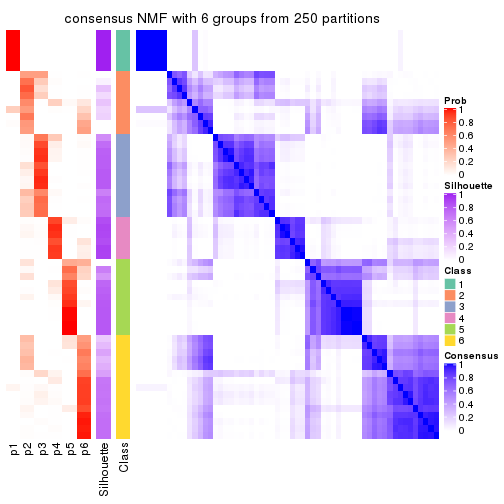 consensus NMF with 6 groups from 250 partitions
Prob
1
0.8
0.6
0.4
0.2
0
Silhouette
1
0.8
0.6
0.4
0.2
0
Class
1
2
3
4
5
6
Consensus
1
0.8
0.6
0.4
0.2
0
p1
p2
p3
p4
p5
p6
Silhouette
Class